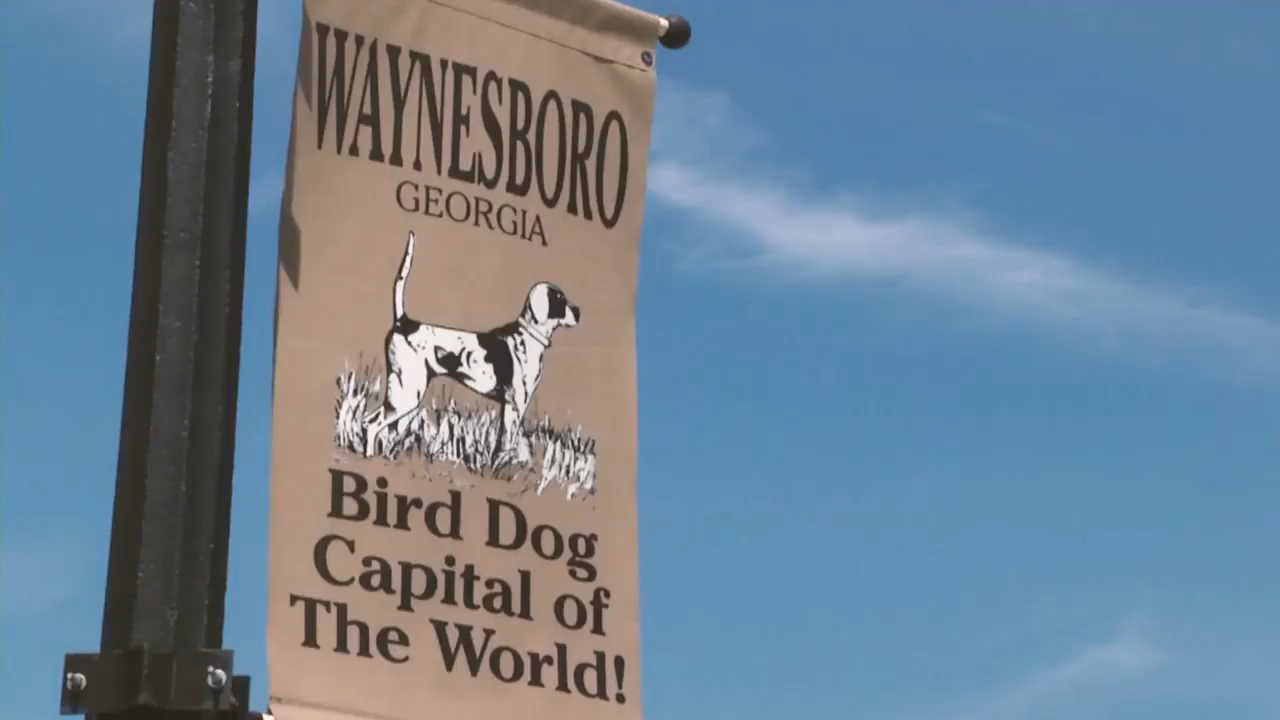 WAYNESBORO
GEORGIA
Bird Dog
Capital of
The World!